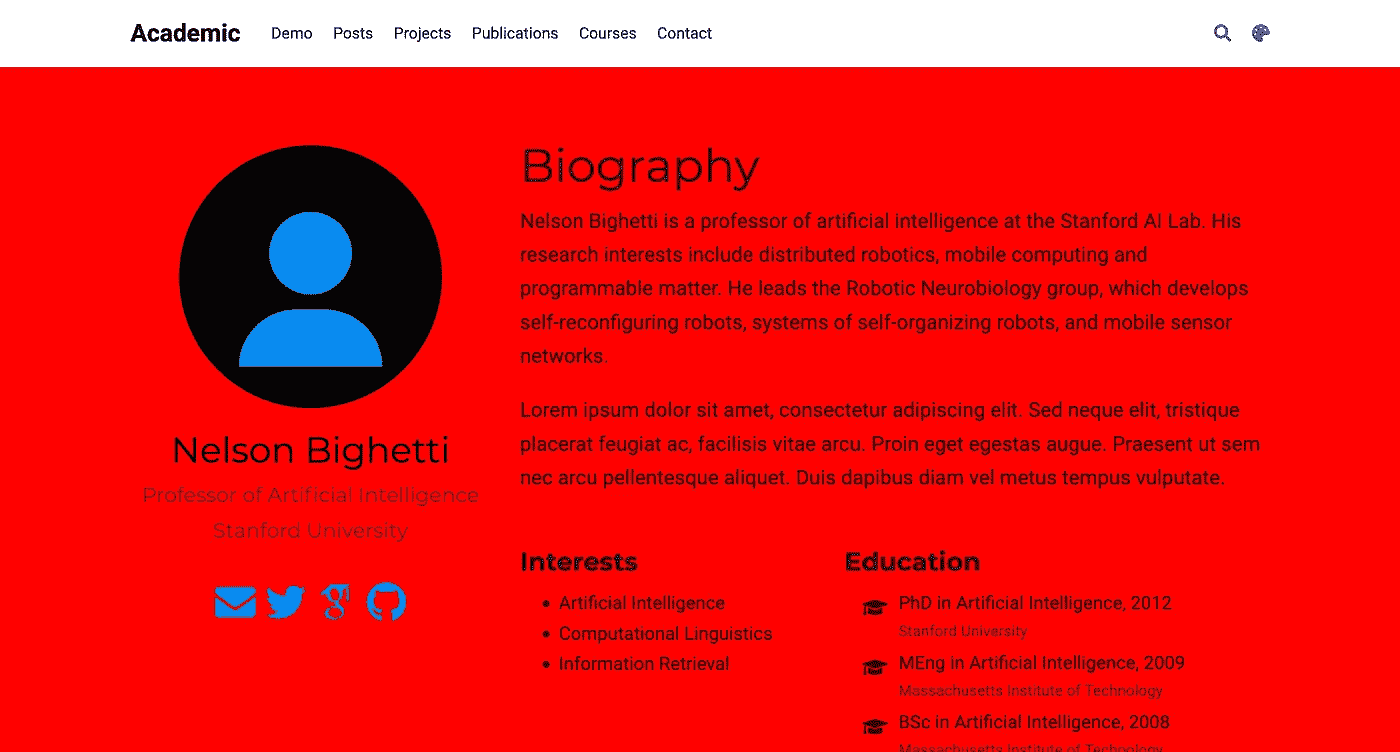 Academic Demo Posts Projects Publications Courses Contact
Nelson Bighetti
Professor of Artificial Intelligence
Stanford University
Biography
Nelson Bighetti is a professor of artificial intelligence at the Stanford AI Lab. His
research interests include distributed robotics, mobile computing and
programmable matter. He leads the Robotic Neurobiology group, which develops
self-reconfiguring robots, systems of self-organizing robots, and mobile sensor
networks.
Lorem ipsum dolor sit amet, consectetur adipiscing elit. Sed neque elit, tristique
placerat feugiat ac, facilisis vitae arcu. Proin eget egestas augue. Praesent ut sem
nec arcu pellentesque aliquet. Duis dapibus diam vel metus tempus vulputate.
Interests
Artificial Intelligence
Computational Linguistics
Information Retrieval
Education
PhD in Artificial Intelligence, 2012
Stanford University
MEng in Artificial Intelligence, 2009
Massachusetts Institute of Technology
BSc in Artificial Intelligence, 2008
Massachusetts Institute of Technology